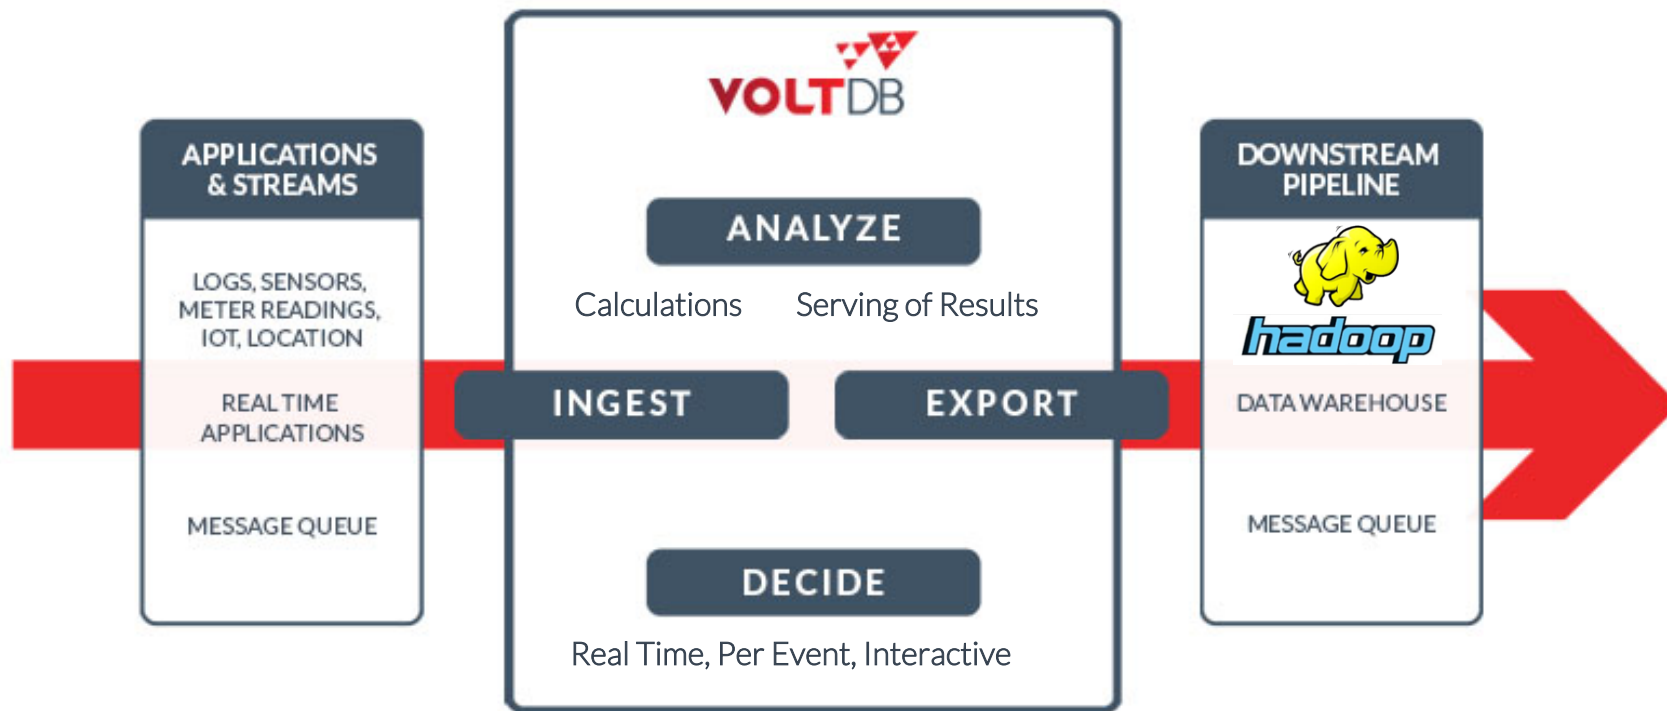 VOLTDB
APPLICATIONS
& STREAMS
LOGS, SENSORS,
METER READINGS,
IOT, LOCATION
REAL TIME
APPLICATIONS
MESSAGE QUEUE
ANALYZE
Calculations
Serving of Results
INGEST
EXPORT
DECIDE
Real Time, Per Event, Interactive
DOWNSTREAM
PIPELINE
hadoop
DATA WAREHOUSE
MESSAGE QUEUE